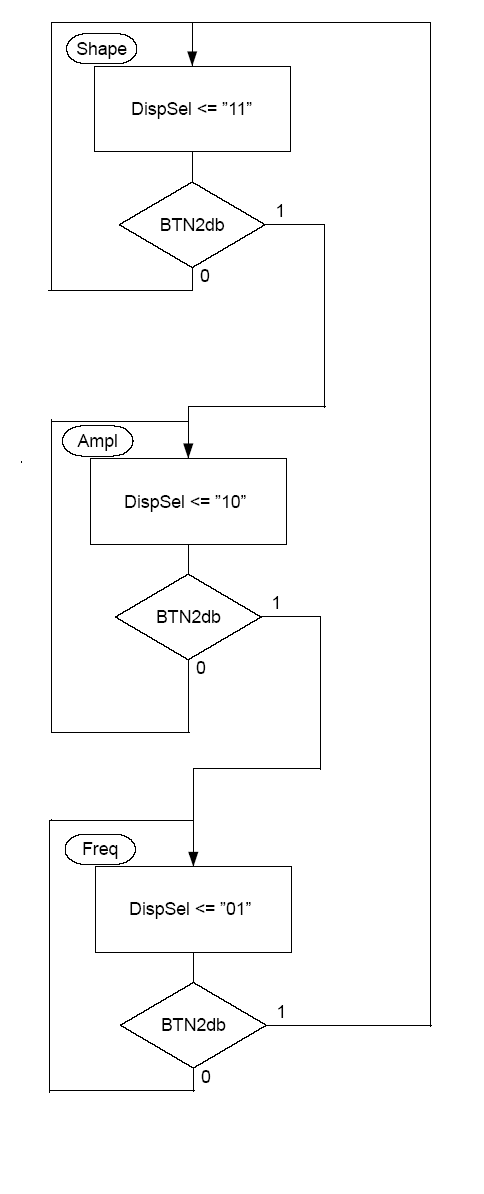 Shape
DispSel <= ”11”
BTN2db
1
0
Ampl
DispSel <= ”10”
BTN2db
1
0
Freq
DispSel <= ”01”
BTN2db
1
0